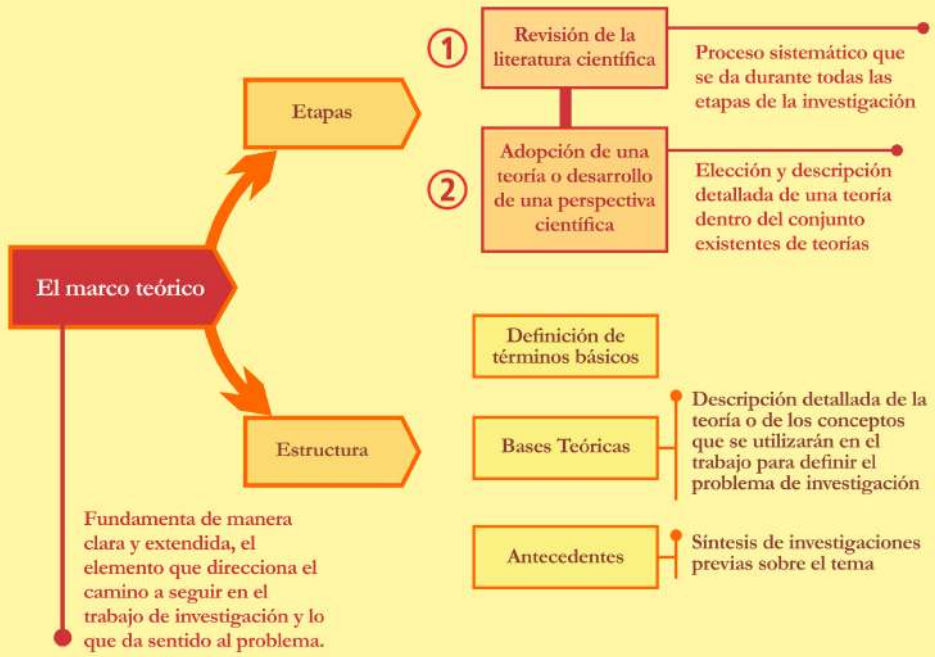 1
Revisión de la
literatura científica
Proceso sistemático que
se da durante todas las
etapas de la investigación
Etapas
2
Adopción de una
teoría o desarrollo
de una perspectiva
científica
Elección y descripción
detallada de una teoría
dentro del conjunto
existentes de teorías
El marco teórico
Definición de
términos básicos
Estructura
Bases Teóricas
Descripción detallada de la
teoría o de los conceptos
que se utilizarán en el
trabajo para definir el
problema de investigación
Antecedentes
Síntesis de investigaciones
previas sobre el tema
Fundamenta de manera
clara y extendida, el
elemento que direcciona el
camino a seguir en el
trabajo de investigación y lo
que da sentido al problema.